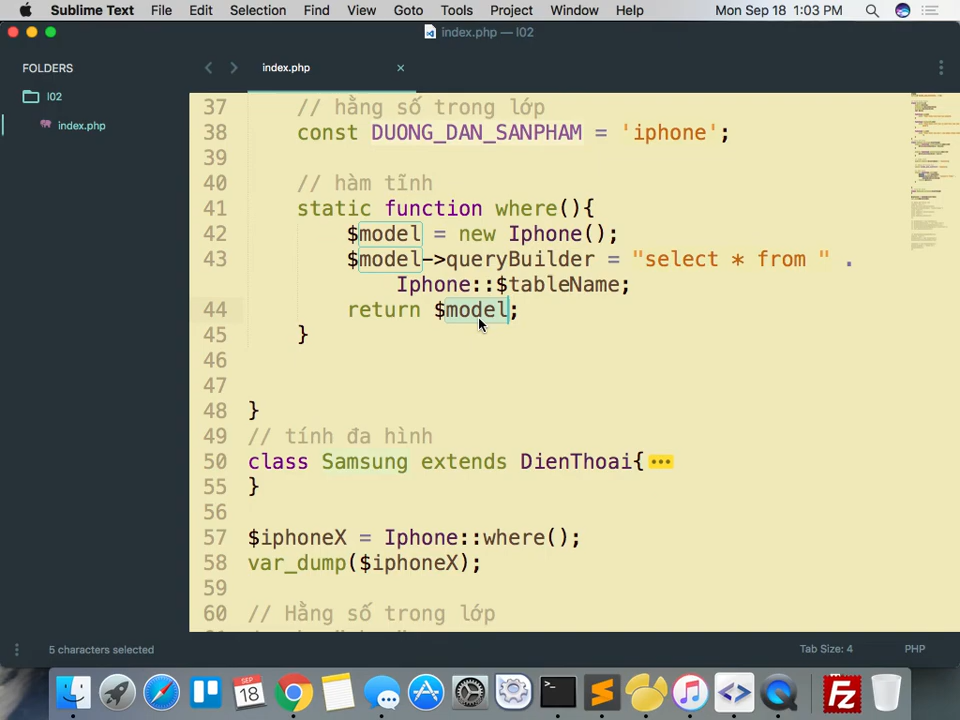 Sublime Text File Edit Selection Find View Goto Tools Project Window Help Mon Sep 18 1:03 PM
index.php — l02
FOLDERS
l02
index.php
index.php ×
37 // hằng số trong lớp
38 const DUONG_DAN_SANPHAM = 'iphone';
39
40 // hàm tĩnh
41 static function where(){
42 $model = new Iphone();
43 $model->queryBuilder = "select * from " .
Iphone::$tableName;
44 return $model;
45 }
46
47
48 }
49 // tính đa hình
50 class Samsung extends DienThoai{
55 }
56
57 $iphoneX = Iphone::where();
58 var_dump($iphoneX);
59
60 // Hằng số trong lớp
5 characters selected Tab Size: 4 PHP
SEP
18
Fz